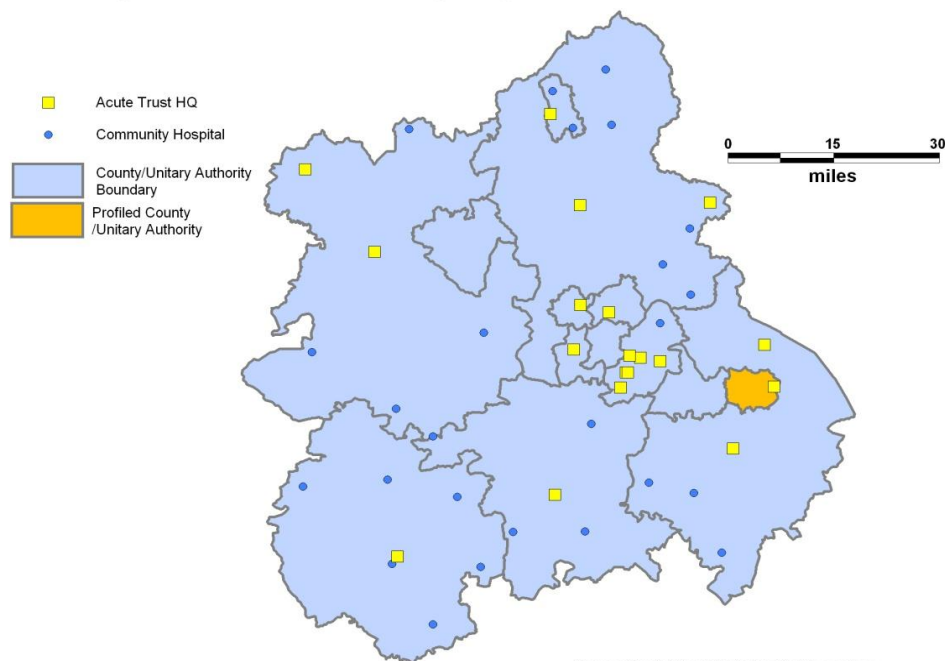 Acute Trust HQ
Community Hospital
County/Unitary Authority
Boundary
Profiled County
/Unitary Authority
0 15 30
miles